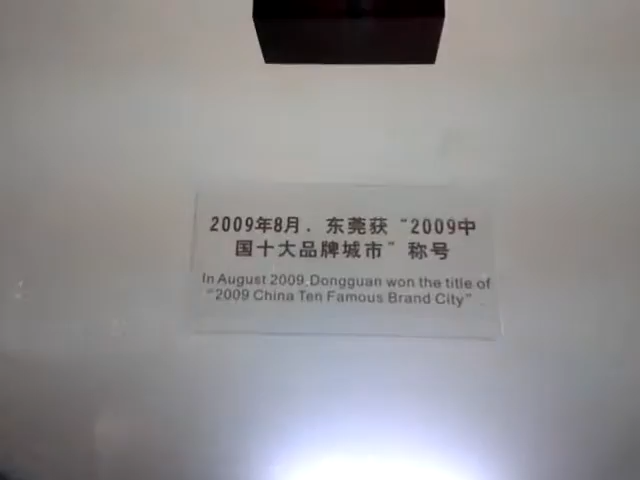 2009年8月．东莞获“2009中
国十大品牌城市”称号
In August 2009.Dongguan won the title of
“2009 China Ten Famous Brand City”